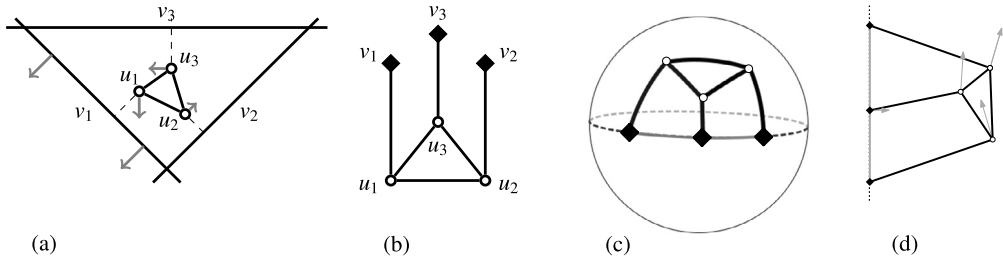 v₃
u₃
u₁
u₂
v₁
v₂
(a)
v₃
v₁
v₂
u₃
u₁
u₂
(b)
(c)
(d)